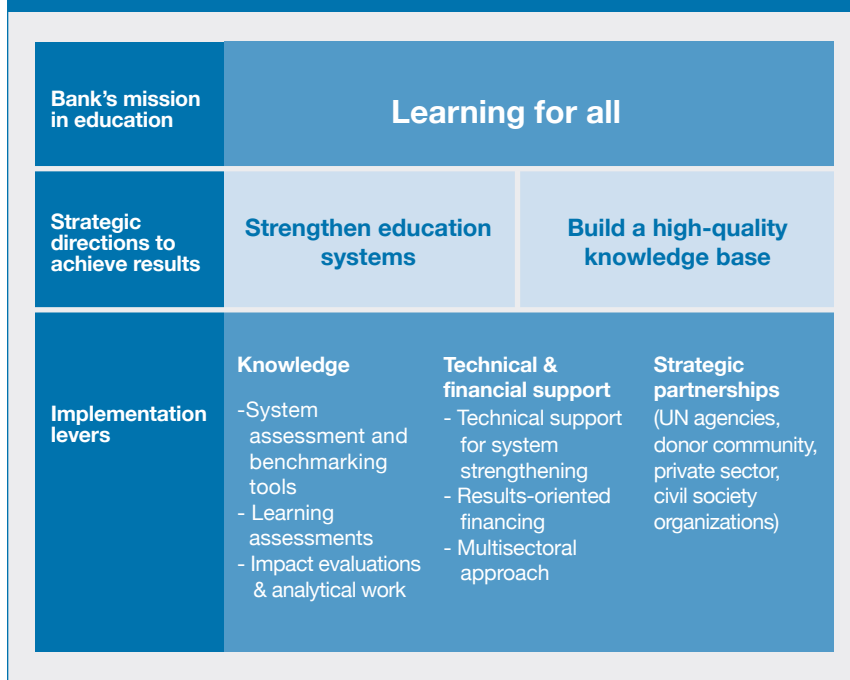 Bank's mission
in education
Learning for all
Strategic
directions to
achieve results
Strengthen education
systems
Build a high-quality
knowledge base
Implementation
levers
Knowledge
-System
assessment and
benchmarking
tools
- Learning
assessments
- Impact evaluations
& analytical work
Technical &
financial support
- Technical support
for system
strengthening
- Results-oriented
financing
- Multisectoral
approach
Strategic
partnerships
(UN agencies,
donor community,
private sector,
civil society
organizations)